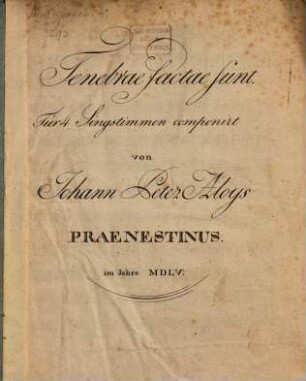 Tenebrae factae sunt.
Für 4 Singstimmen componirt
von
Johann Peter Aloys
PRAENESTINUS.
im Jahre MDLV.